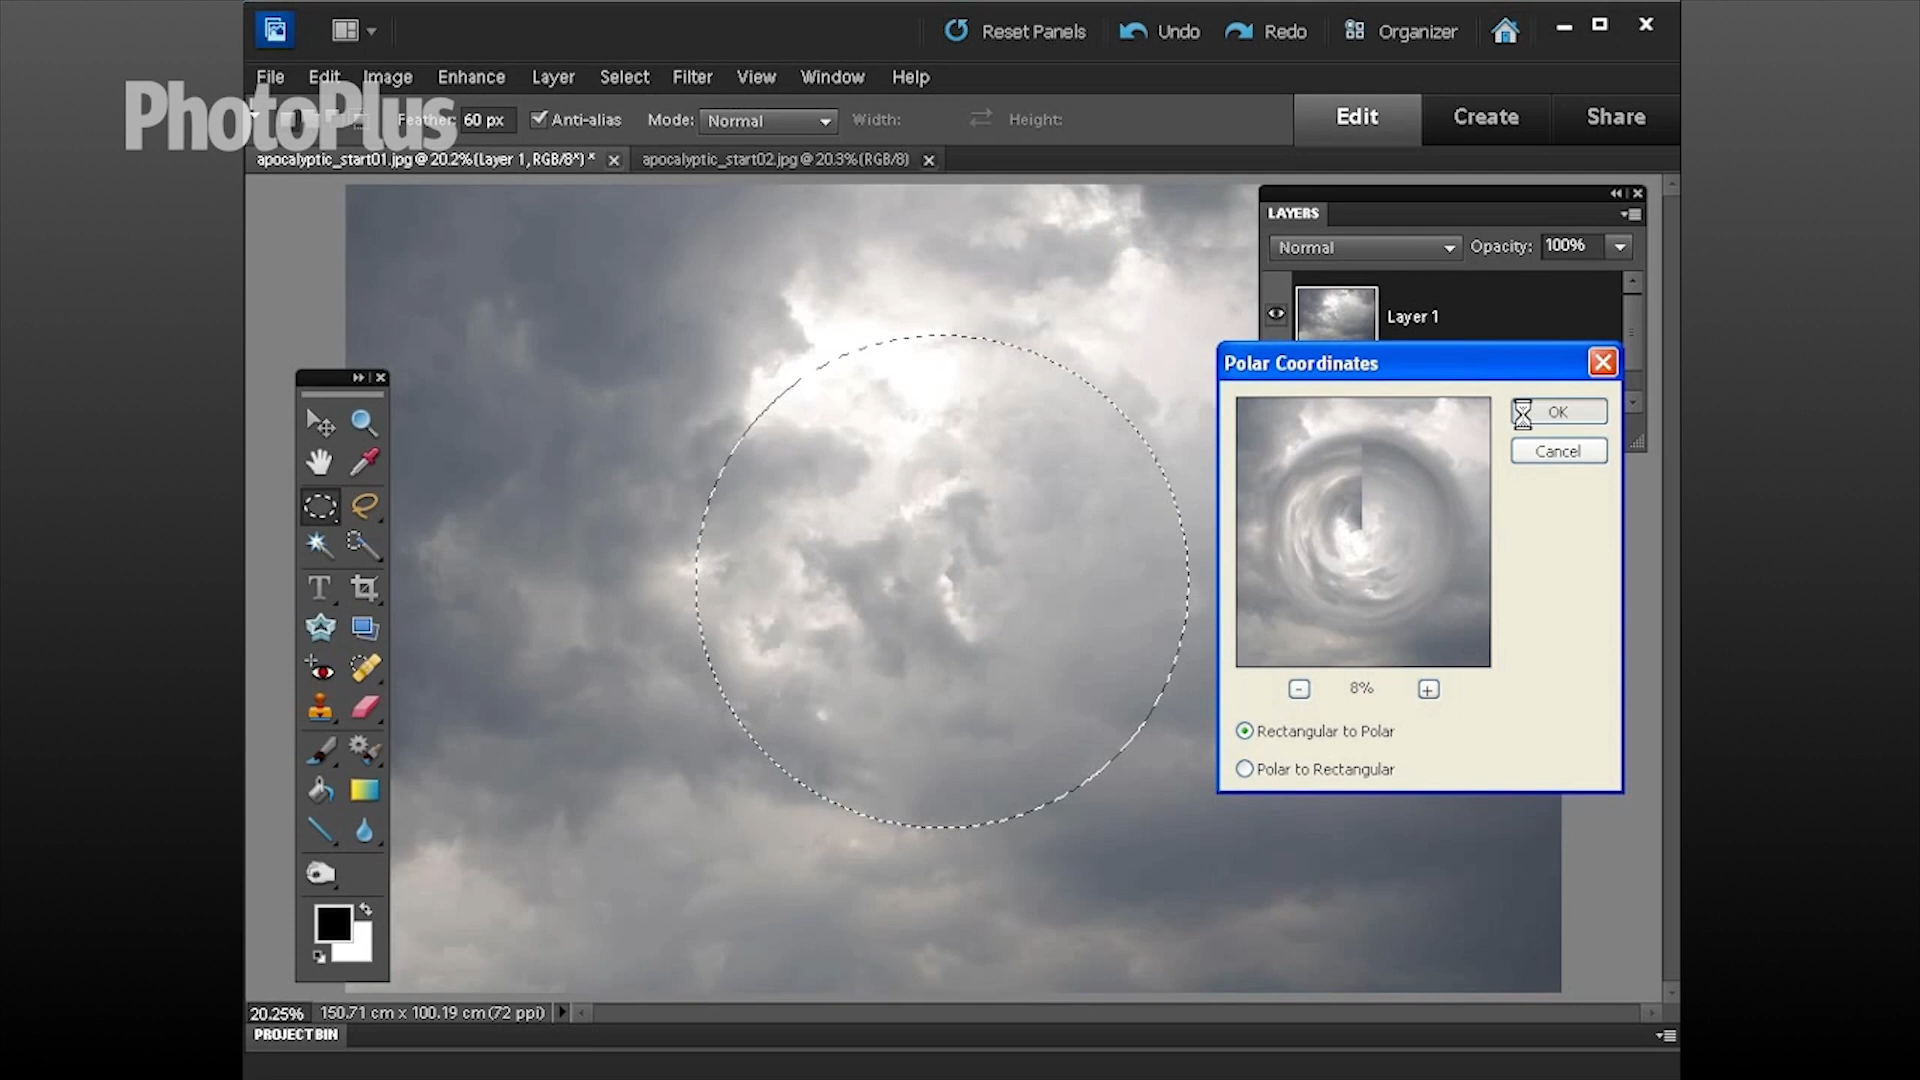 Reset Panels Undo Redo Organizer
File Edit Image Enhance Layer Select Filter View Window Help
PhotoPlus
Feather: 60 px Anti-alias Mode: Normal Width: Height:
Edit Create Share
apocalyptic_start01.jpg @ 20.2% (Layer 1, RGB/8*) * apocalyptic_start02.jpg @ 20.3% (RGB/8)
LAYERS
Normal Opacity: 100%
Layer 1
Polar Coordinates
OK
Cancel
8%
Rectangular to Polar
Polar to Rectangular
20.25% 150.71 cm x 100.19 cm (72 ppi)
PROJECT BIN